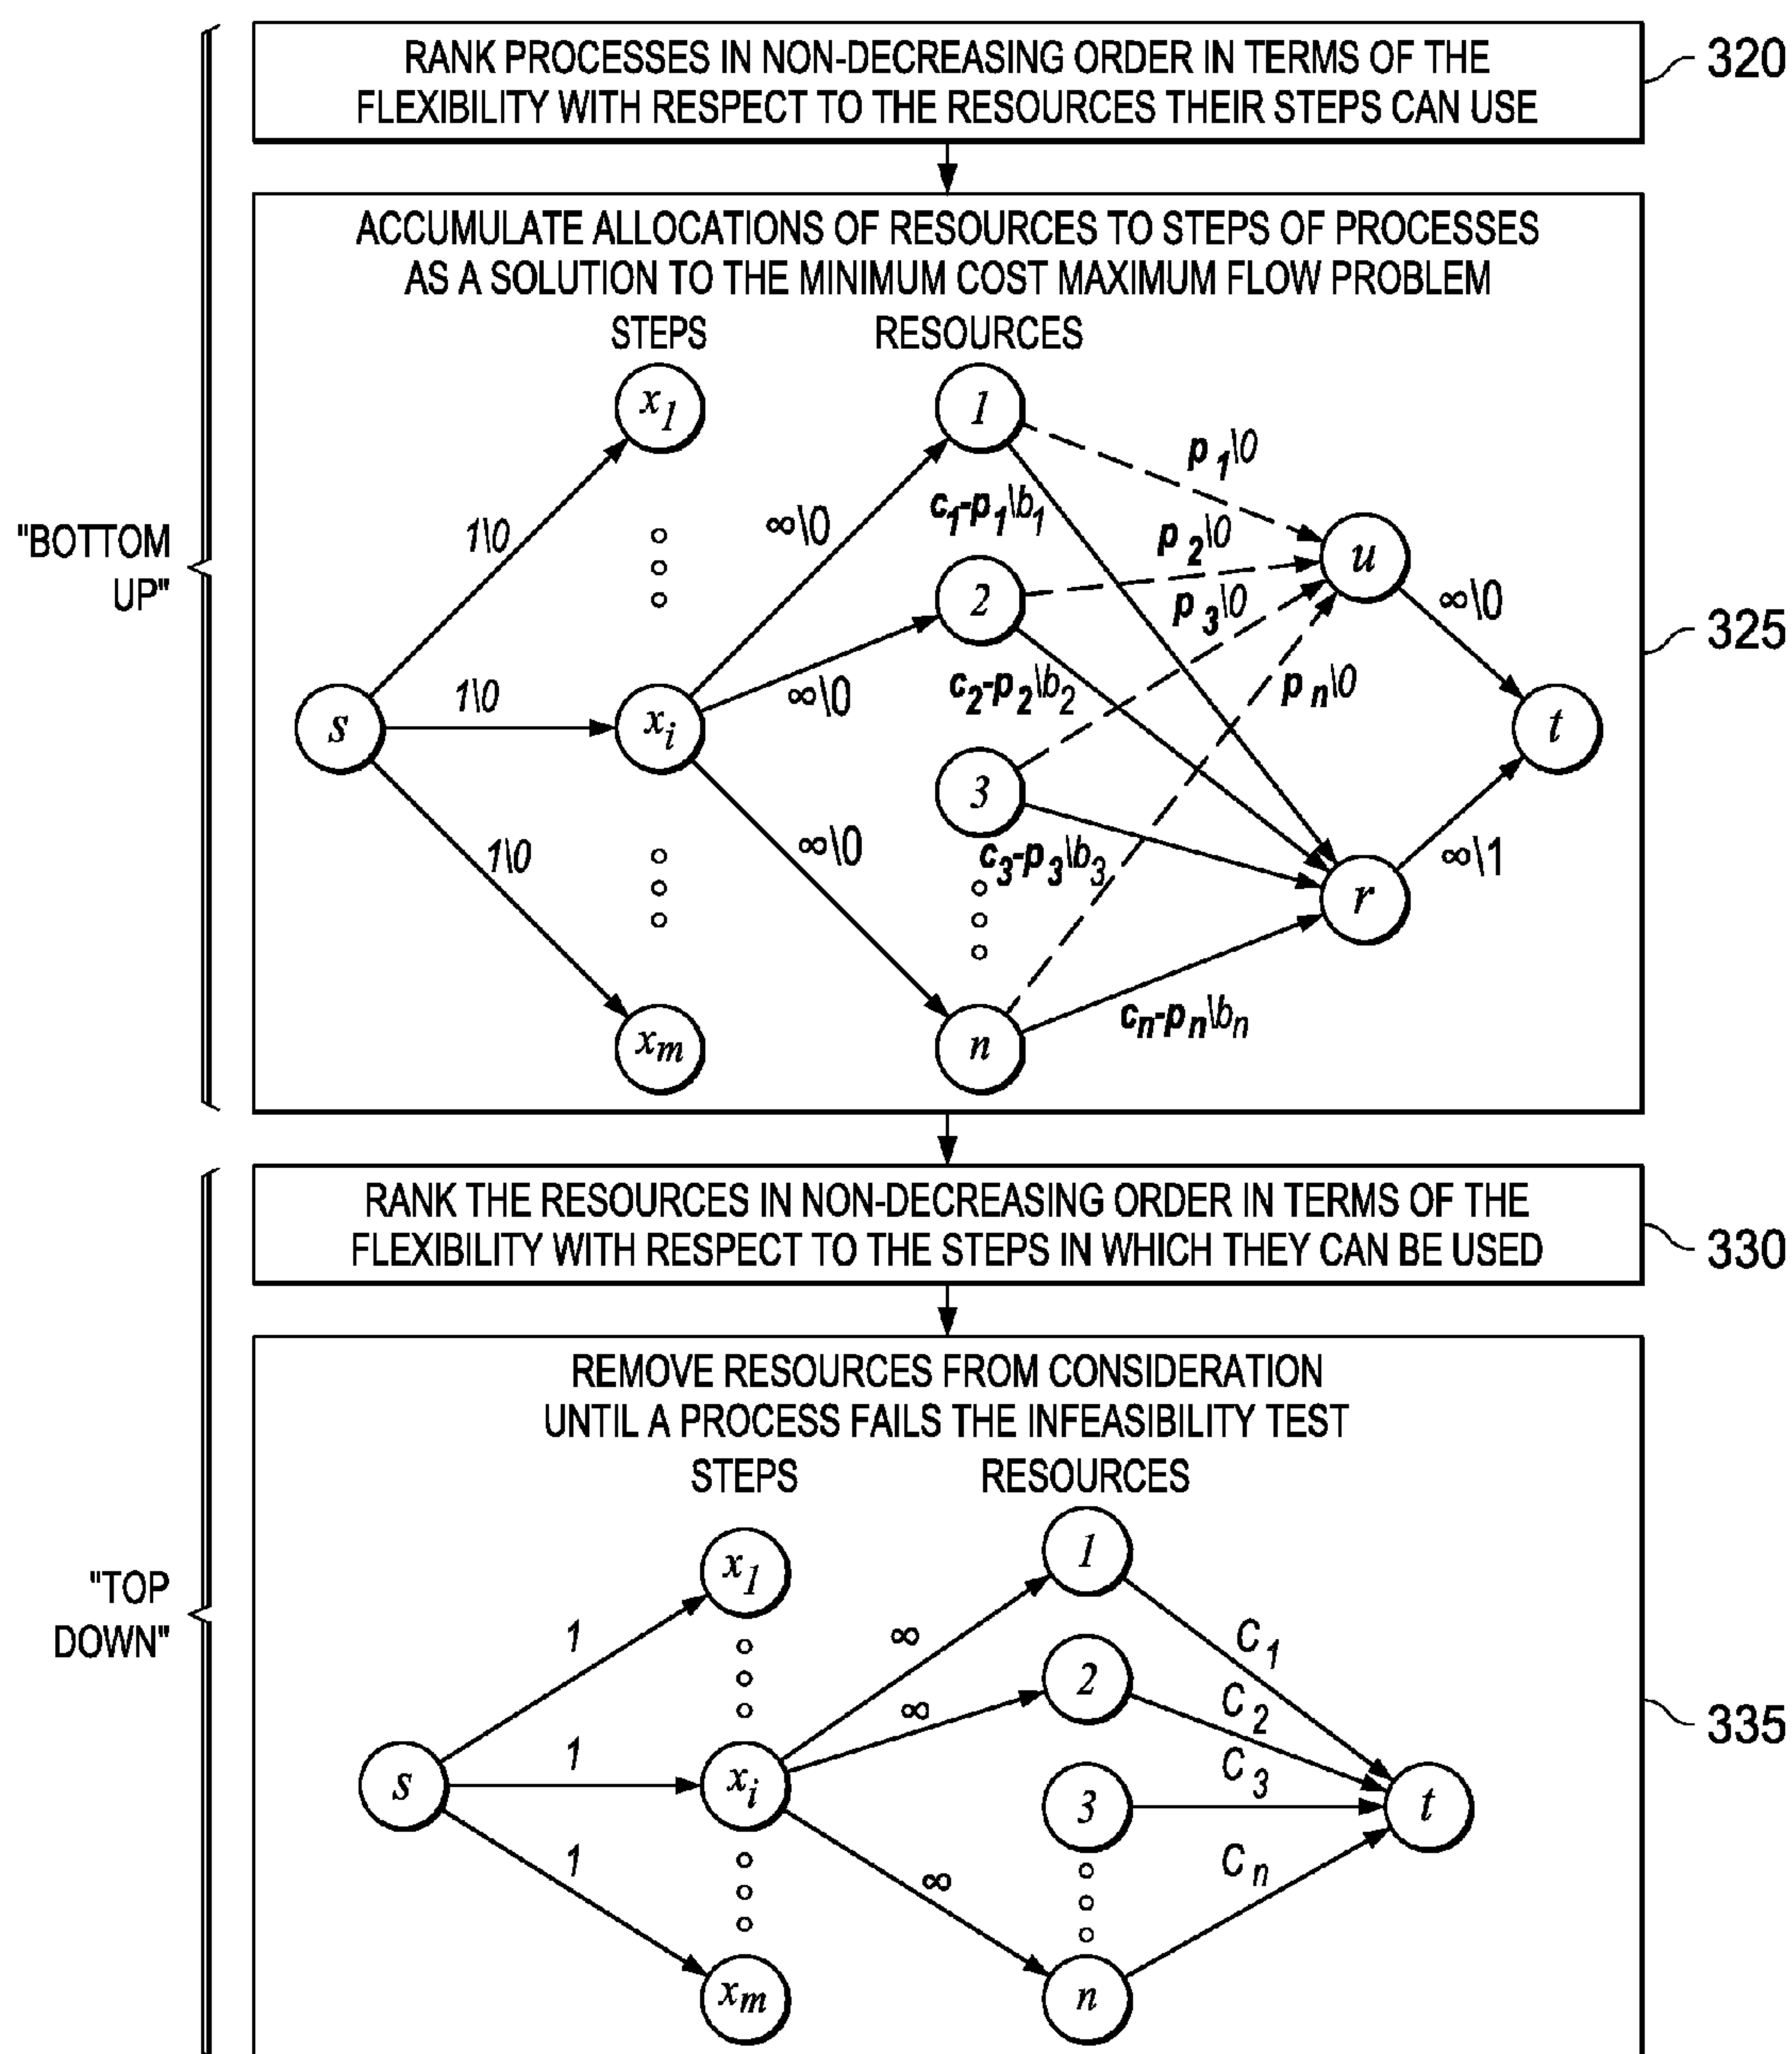 RANK PROCESSES IN NON-DECREASING ORDER IN TERMS OF THE
FLEXIBILITY WITH RESPECT TO THE RESOURCES THEIR STEPS CAN USE
320
ACCUMULATE ALLOCATIONS OF RESOURCES TO STEPS OF PROCESSES
AS A SOLUTION TO THE MINIMUM COST MAXIMUM FLOW PROBLEM
STEPS RESOURCES
"BOTTOM
UP"
325
x1
1
p1\0
1\0
∞\0
c1-p1\b1
p2\0
u
2
p3\0
∞\0
s
1\0
xi
∞\0
c2-p2\b2
pn\0
t
3
1\0
∞\0
c3-p3\b3
∞\1
r
xm
n
cn-pn\bn
RANK THE RESOURCES IN NON-DECREASING ORDER IN TERMS OF THE
FLEXIBILITY WITH RESPECT TO THE STEPS IN WHICH THEY CAN BE USED
330
REMOVE RESOURCES FROM CONSIDERATION
UNTIL A PROCESS FAILS THE INFEASIBILITY TEST
STEPS RESOURCES
"TOP
DOWN"
335
x1
1
1
∞
C1
2
∞
C2
s
1
xi
C3
3
t
1
∞
Cn
xm
n